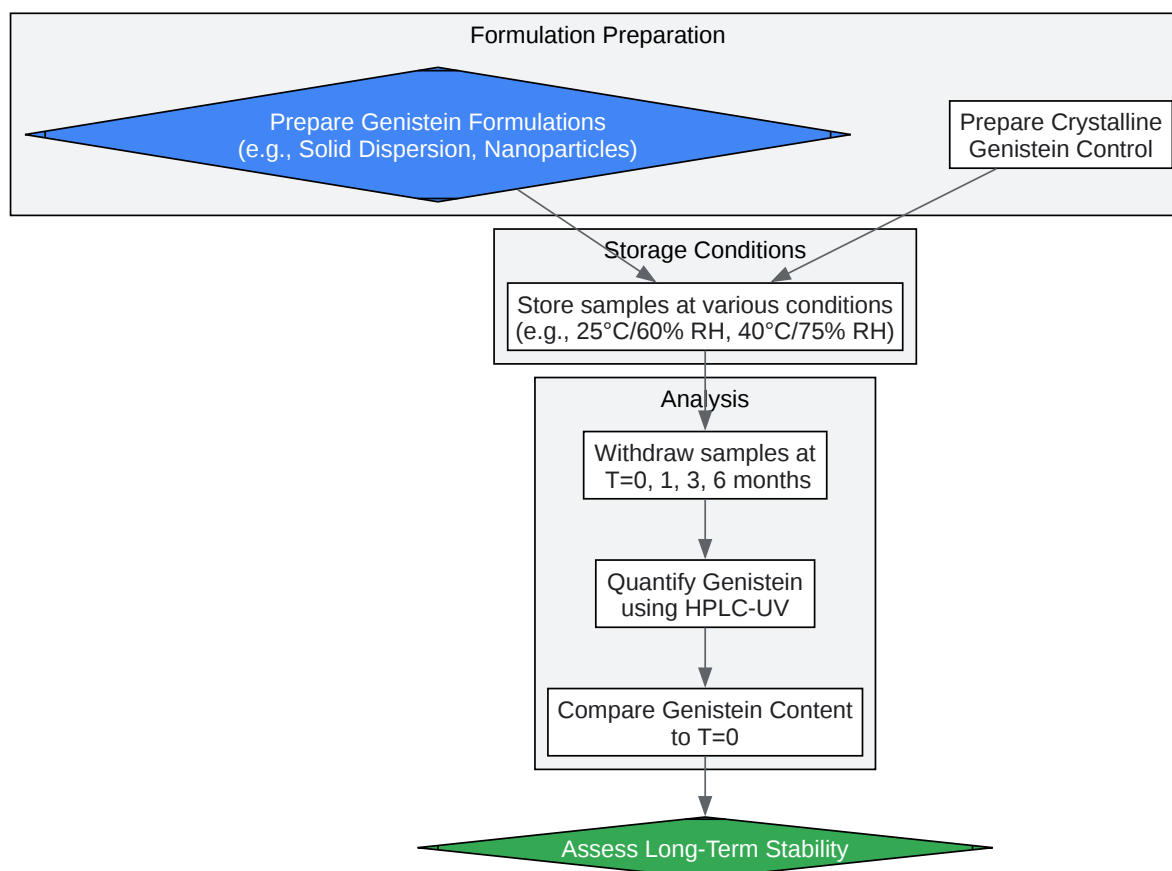 Formulation Preparation
Prepare Genistein Formulations
(e.g., Solid Dispersion, Nanoparticles)
Prepare Crystalline
Genistein Control
Storage Conditions
Store samples at various conditions
(e.g., 25°C/60% RH, 40°C/75% RH)
Analysis
Withdraw samples at
T=0, 1, 3, 6 months
Quantify Genistein
using HPLC-UV
Compare Genistein Content
to T=0
Assess Long-Term Stability